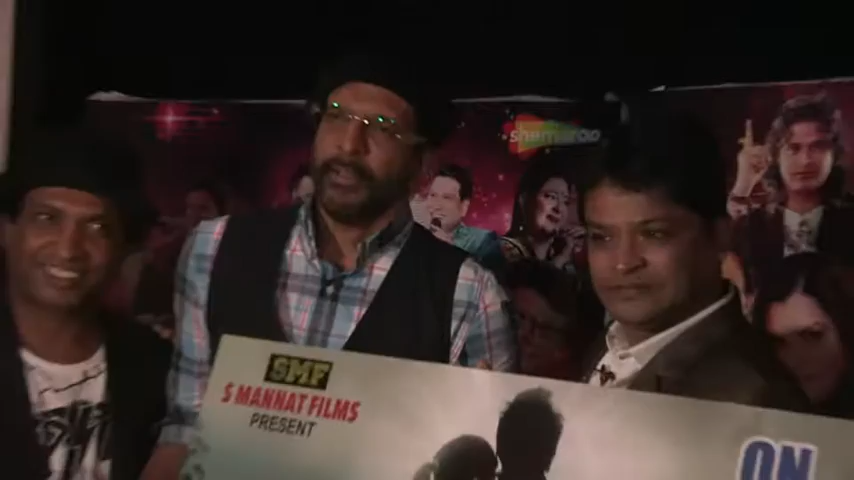 shemaroo
SMF
S MANNAT FILMS
PRESENT
ON